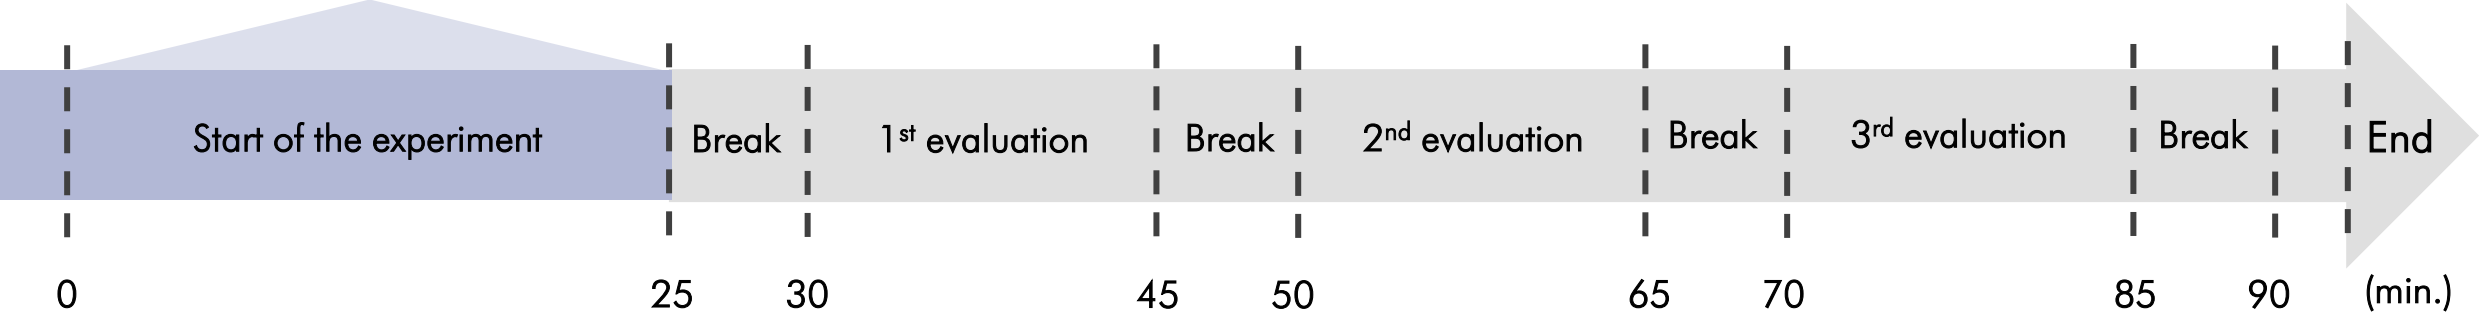 Start of the experiment Break 1st evaluation Break 2nd evaluation Break 3rd evaluation Break End
0 25 30 45 50 65 70 85 90 (min.)